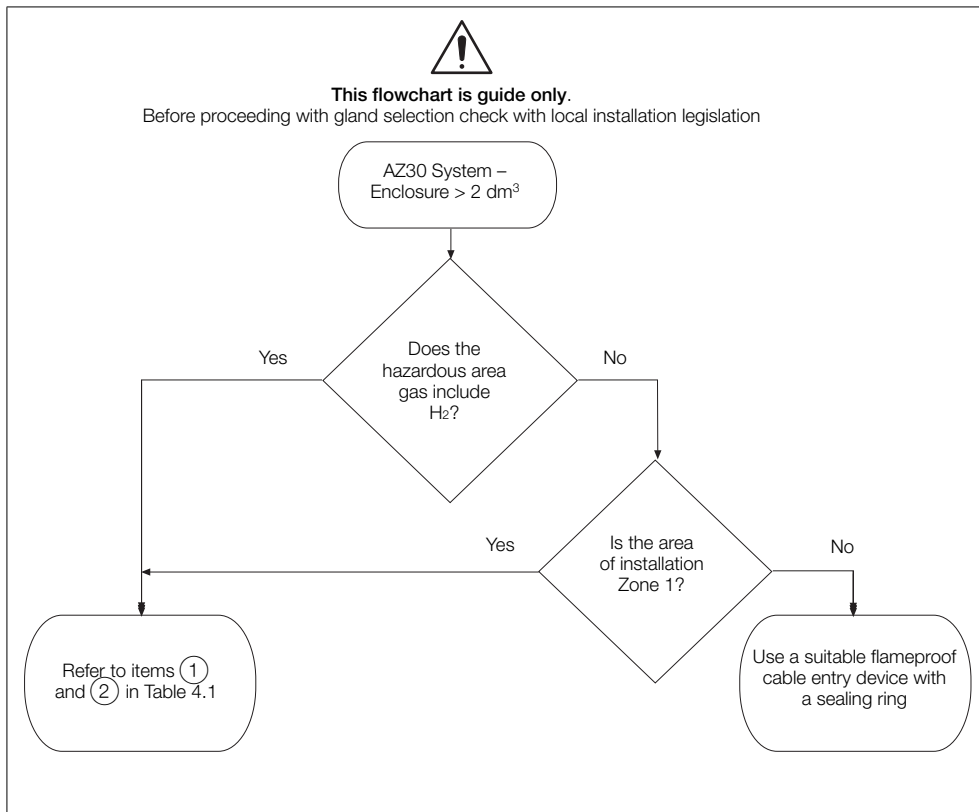 This flowchart is guide only.
Before proceeding with gland selection check with local installation legislation
AZ30 System –
Enclosure > 2 dm³
Does the
hazardous area
gas include
H₂?
Yes
No
Is the area
of installation
Zone 1?
Yes
No
Refer to items ①
and ② in Table 4.1
Use a suitable flameproof
cable entry device with
a sealing ring